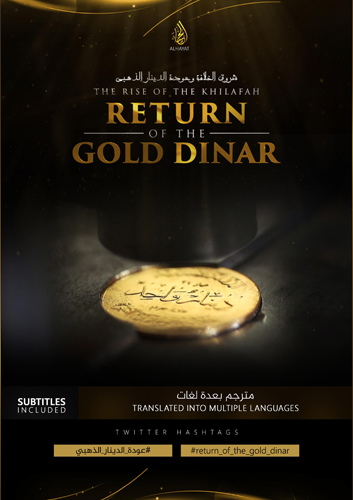 ALHAYAT
شروق الخلافة وعودة الدينار الذهبي
THE RISE OF THE KHILAFAH
RETURN
OF THE
GOLD DINAR
SUBTITLES
INCLUDED
مترجم بعدة لغات
TRANSLATED INTO MULTIPLE LANGUAGES
TWITTER HASHTAGS
#عودة_الدينار_الذهبي
#return_of_the_gold_dinar